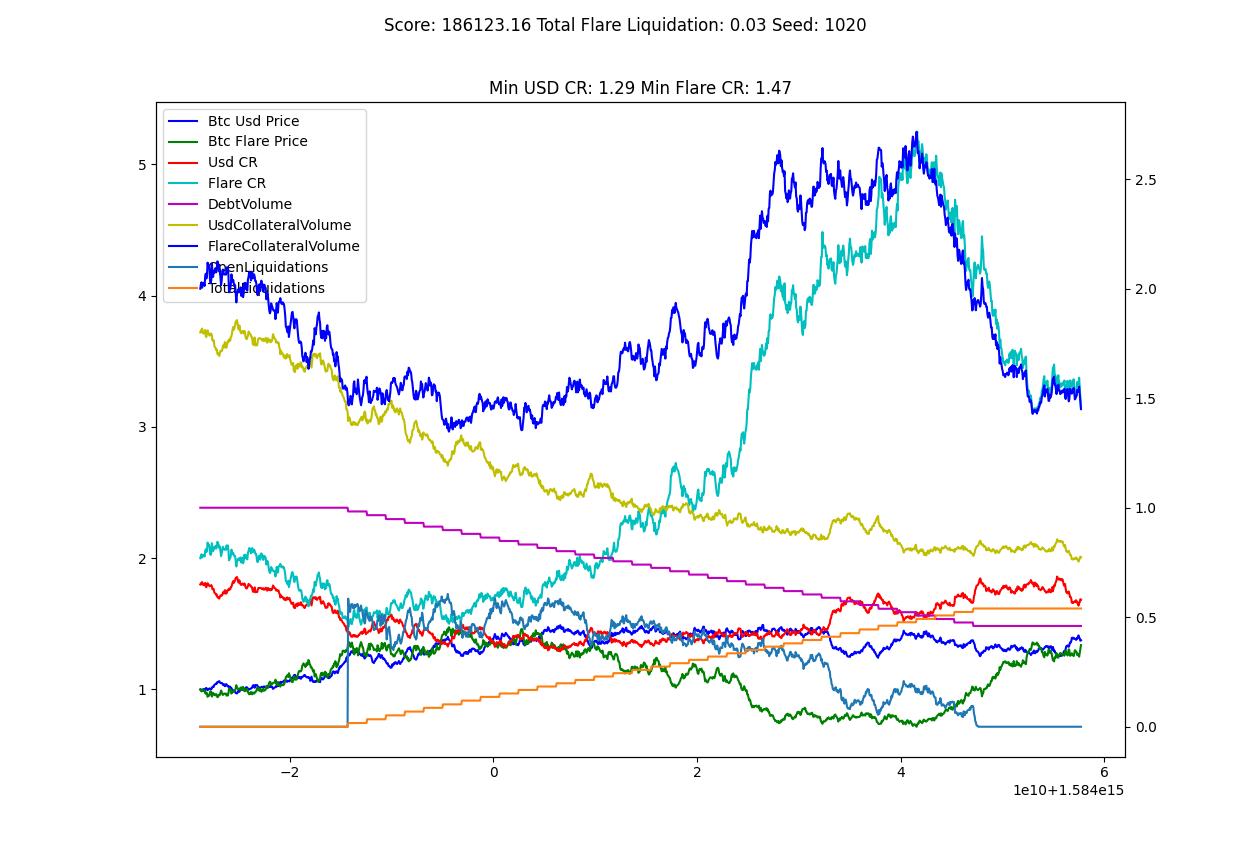 Score: 186123.16 Total Flare Liquidation: 0.03 Seed: 1020
Min USD CR: 1.29 Min Flare CR: 1.47
Btc Usd Price
Btc Flare Price
Usd CR
Flare CR
DebtVolume
UsdCollateralVolume
FlareCollateralVolume
OpenLiquidations
TotalLiquidations
5
4
3
2
1
2.5
2.0
1.5
1.0
0.5
0.0
−2
0
2
4
6
1e10+1.584e15